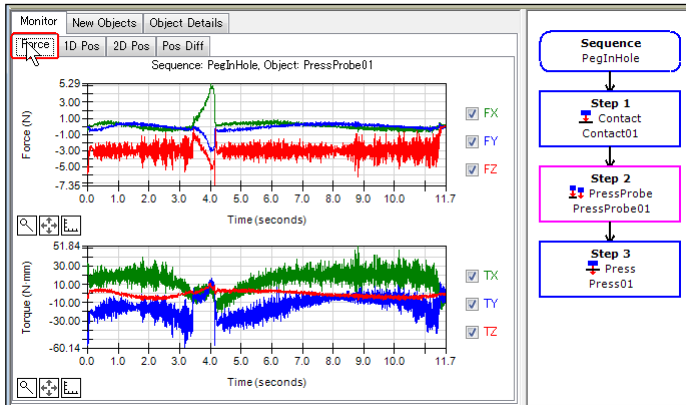 Monitor New Objects Object Details
Force 1D Pos 2D Pos Pos Diff
Sequence: PegInHole, Object: PressProbe01
Force (N)
5.29
3.00
1.00
-1.00
-3.00
-5.00
-7.35
0.0 1.0 2.0 3.0 4.0 5.0 6.0 7.0 8.0 9.0 10.0 11.7
Time (seconds)
FX
FY
FZ
Torque (N·mm)
51.84
30.00
10.00
-10.00
-30.00
-60.14
0.0 1.0 2.0 3.0 4.0 5.0 6.0 7.0 8.0 9.0 10.0 11.7
Time (seconds)
TX
TY
TZ
Sequence
PegInHole
Step 1
Contact
Contact01
Step 2
PressProbe
PressProbe01
Step 3
Press
Press01